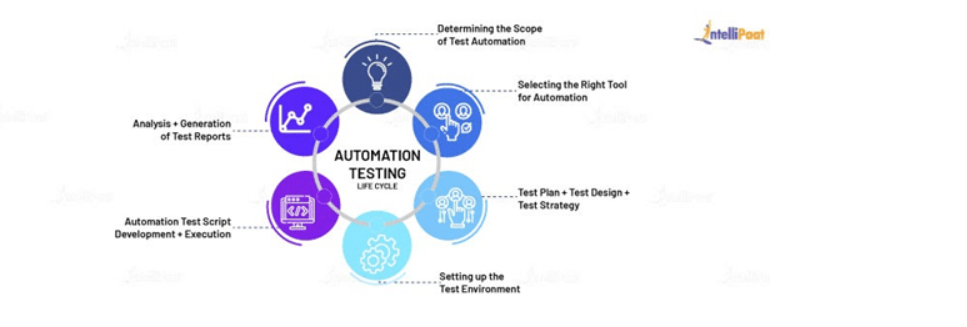 Determining the Scope
of Test Automation
IntelliPaat
Selecting the Right Tool
for Automation
Analysis + Generation
of Test Reports
AUTOMATION
TESTING
LIFE CYCLE
Test Plan + Test Design +
Test Strategy
Automation Test Script
Development + Execution
Setting up the
Test Environment